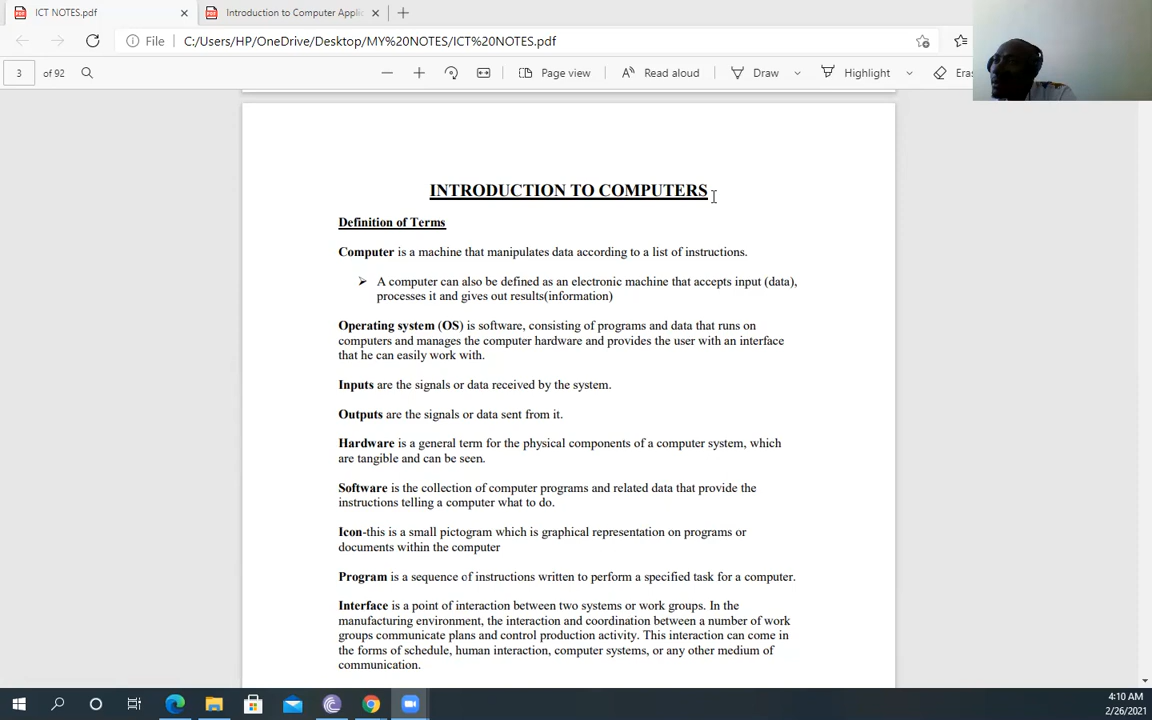 ICT NOTES.pdf
Introduction to Computer Applic
File C:/Users/HP/OneDrive/Desktop/MY%20NOTES/ICT%20NOTES.pdf
3 of 92 Page view Read aloud Draw Highlight Eras
INTRODUCTION TO COMPUTERS
Definition of Terms
Computer is a machine that manipulates data according to a list of instructions.
➢ A computer can also be defined as an electronic machine that accepts input (data),
processes it and gives out results(information)
Operating system (OS) is software, consisting of programs and data that runs on
computers and manages the computer hardware and provides the user with an interface
that he can easily work with.
Inputs are the signals or data received by the system.
Outputs are the signals or data sent from it.
Hardware is a general term for the physical components of a computer system, which
are tangible and can be seen.
Software is the collection of computer programs and related data that provide the
instructions telling a computer what to do.
Icon-this is a small pictogram which is graphical representation on programs or
documents within the computer
Program is a sequence of instructions written to perform a specified task for a computer.
Interface is a point of interaction between two systems or work groups. In the
manufacturing environment, the interaction and coordination between a number of work
groups communicate plans and control production activity. This interaction can come in
the forms of schedule, human interaction, computer systems, or any other medium of
communication.
4:10 AM
2/26/2021